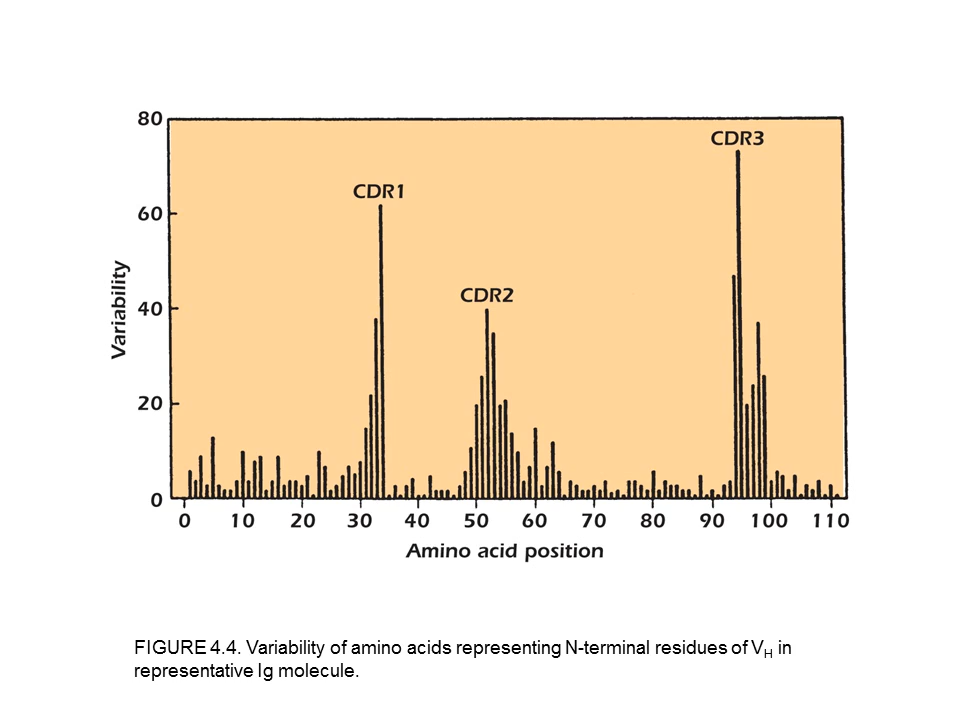 80
CDR3
CDR1
60
CDR2
40
Variability
20
0
0 10 20 30 40 50 60 70 80 90 100 110
Amino acid position
FIGURE 4.4. Variability of amino acids representing N-terminal residues of VH in
representative Ig molecule.